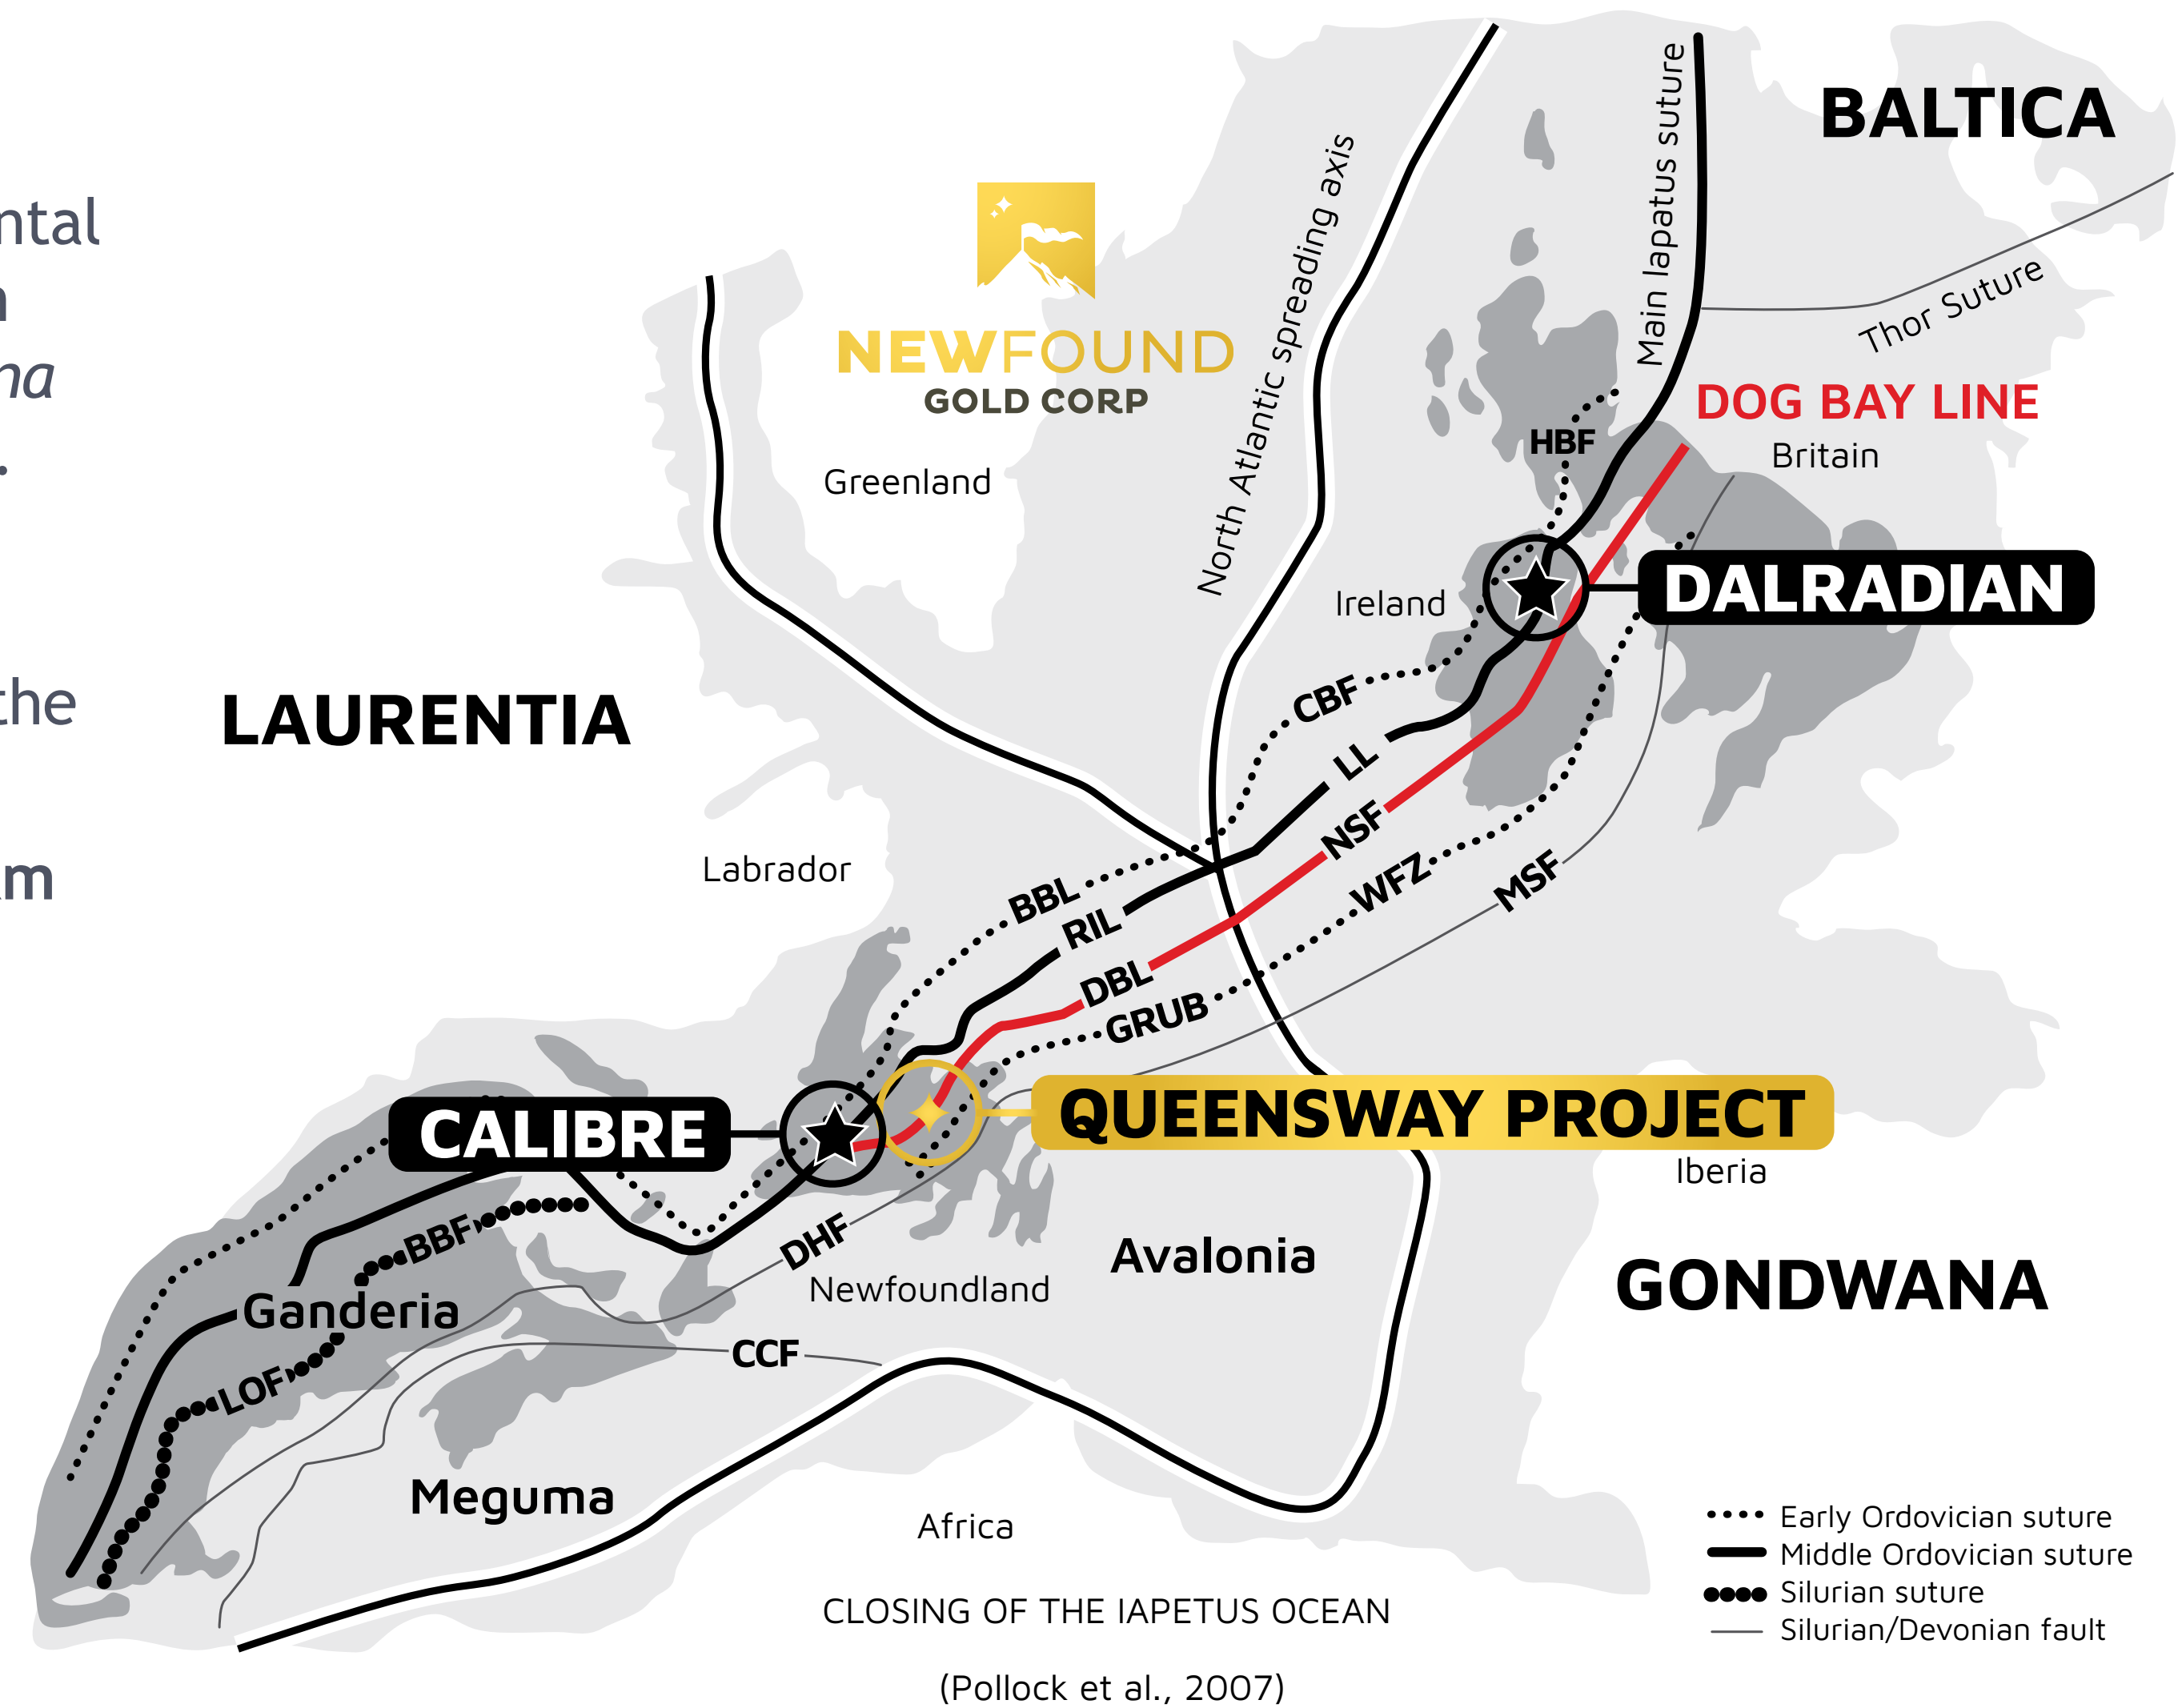 ntal
na
.
the
m
BALTICA
Main lapatus suture
North Atlantic spreading axis
Thor Suture
NEWFOUND
GOLD CORP
DOG BAY LINE
HBF
Britain
Greenland
DALRADIAN
Ireland
LAURENTIA
CBF
LL
NSF
Labrador
WFZ
MSF
BBL
RIL
DBL
GRUB
CALIBRE
QUEENSWAY PROJECT
Iberia
BBF
DHF
Avalonia
Newfoundland
GONDWANA
Ganderia
CCF
LOF
Meguma
Africa
Early Ordovician suture
Middle Ordovician suture
Silurian suture
Silurian/Devonian fault
CLOSING OF THE IAPETUS OCEAN
(Pollock et al., 2007)